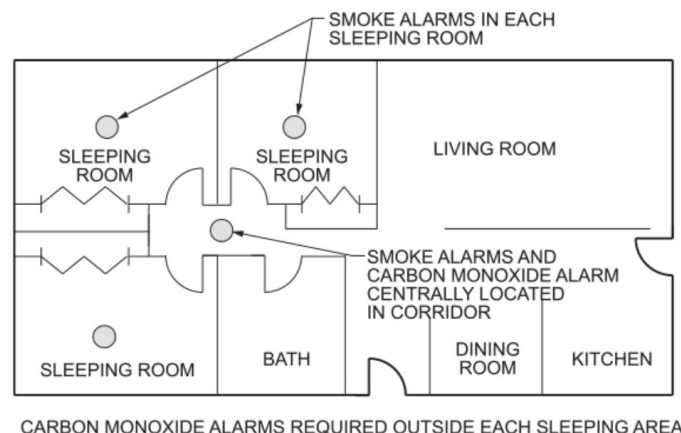 SMOKE ALARMS IN EACH
SLEEPING ROOM
SLEEPING
ROOM
SLEEPING
ROOM
LIVING ROOM
SMOKE ALARMS AND
CARBON MONOXIDE ALARM
CENTRALLY LOCATED
IN CORRIDOR
SLEEPING ROOM
BATH
DINING
ROOM
KITCHEN
CARBON MONOXIDE ALARMS REQUIRED OUTSIDE EACH SLEEPING AREA